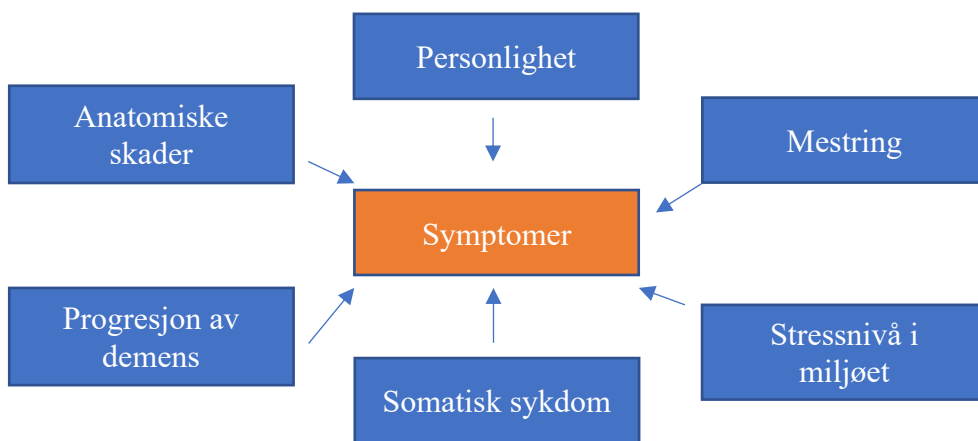 Personlighet
Anatomiske
skader
Mestring
Symptomer
Progresjon av
demens
Stressnivå i
miljøet
Somatisk sykdom